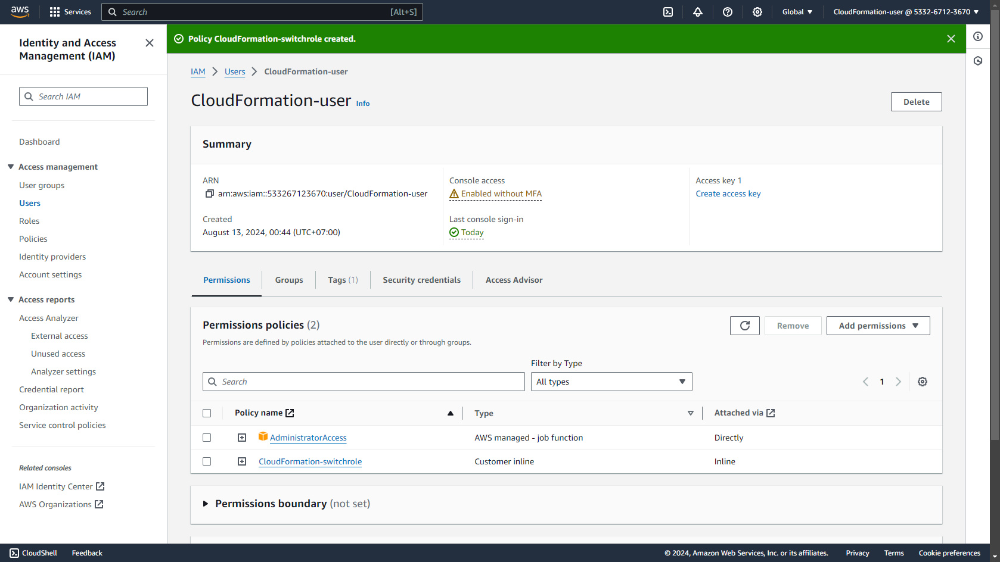 aws
Services
Search
[Alt+S]
Global
CloudFormation-user @ 5332-6712-3670
Identity and Access
Management (IAM)
Search IAM
Dashboard
Access management
User groups
Users
Roles
Policies
Identity providers
Account settings
Access reports
Access Analyzer
External access
Unused access
Analyzer settings
Credential report
Organization activity
Service control policies
Related consoles
IAM Identity Center
AWS Organizations
Policy CloudFormation-switchrole created.
IAM > Users > CloudFormation-user
CloudFormation-user Info
Delete
Summary
ARN
arn:aws:iam::533267123670:user/CloudFormation-user
Created
August 13, 2024, 00:44 (UTC+07:00)
Console access
Enabled without MFA
Last console sign-in
Today
Access key 1
Create access key
Permissions
Groups
Tags (1)
Security credentials
Access Advisor
Permissions policies (2)
Permissions are defined by policies attached to the user directly or through groups.
Remove
Add permissions
Filter by Type
Search
All types
1
Policy name
Type
Attached via
AdministratorAccess
AWS managed - job function
Directly
CloudFormation-switchrole
Customer inline
Inline
Permissions boundary (not set)
CloudShell
Feedback
© 2024, Amazon Web Services, Inc. or its affiliates.
Privacy
Terms
Cookie preferences